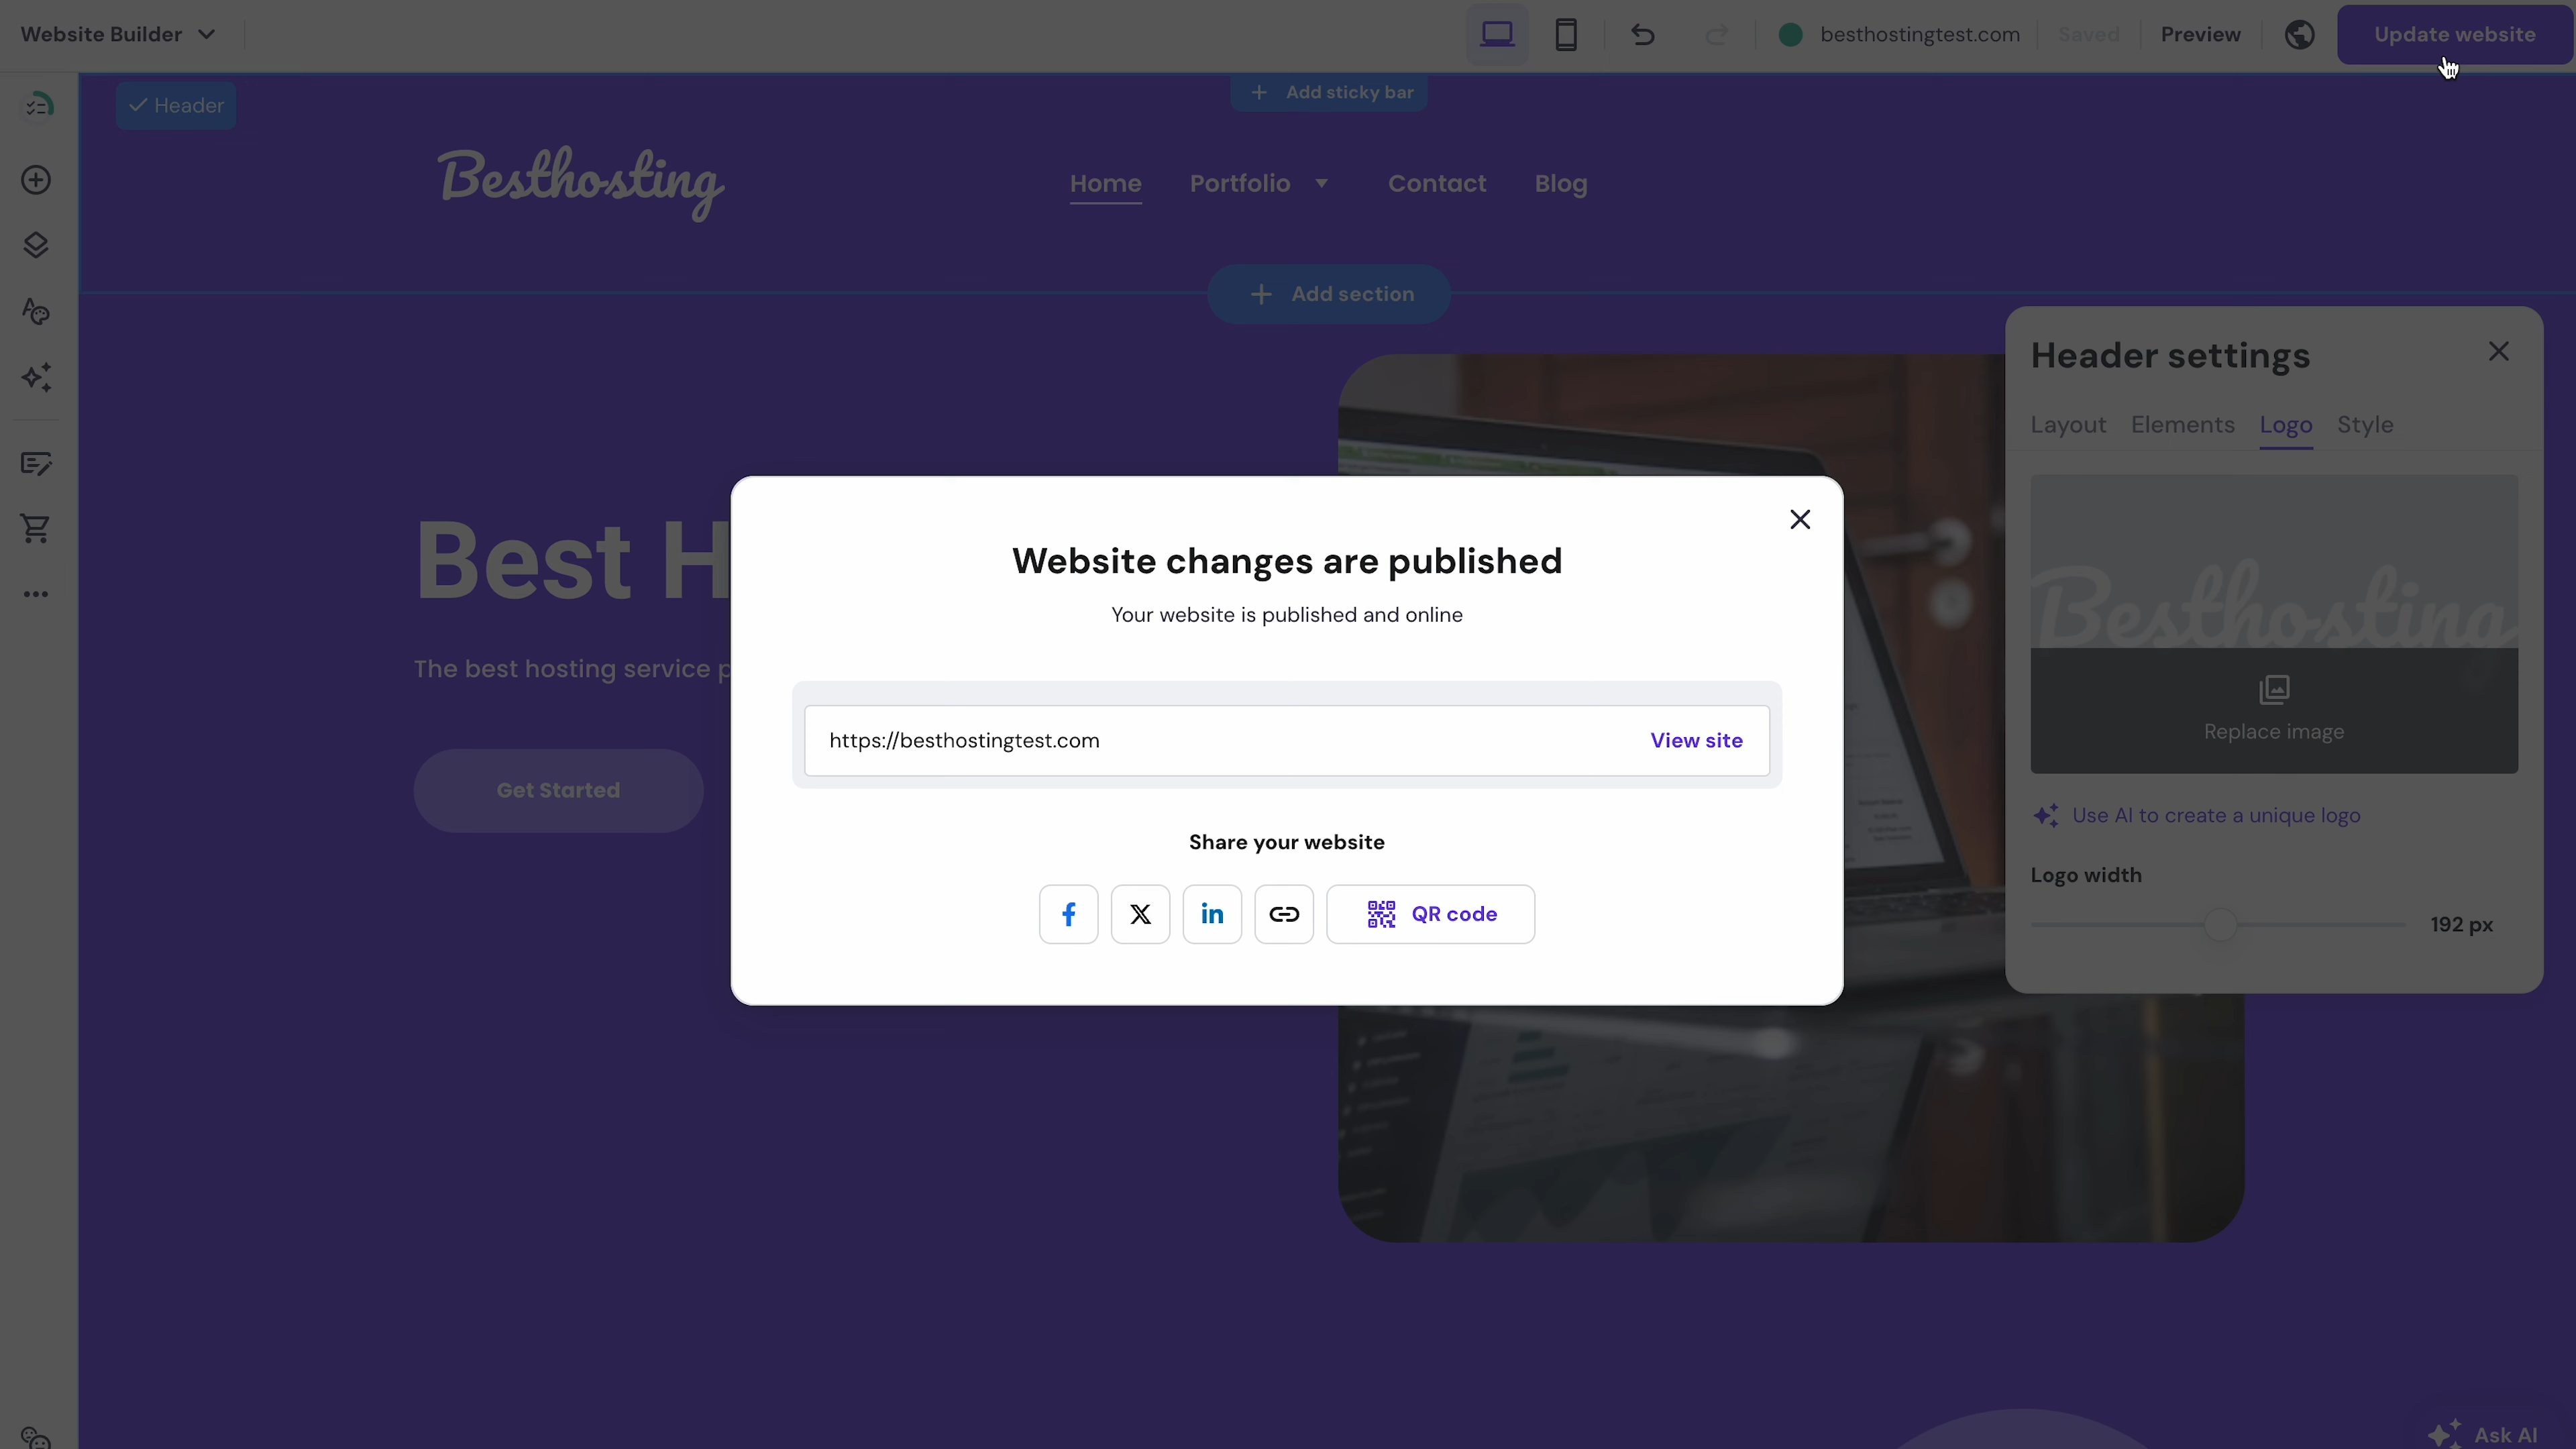 Website Builder
besthostingtest.com
Saved
Preview
Update website
Header
Add sticky bar
Besthosting
Home
Portfolio
Contact
Blog
Add section
Header settings
Layout
Elements
Logo
Style
Besthosting
Replace image
Use AI to create a unique logo
Logo width
192 px
Best H
The best hosting service p
Get Started
Website changes are published
Your website is published and online
https://besthostingtest.com
View site
Share your website
QR code
Ask AI